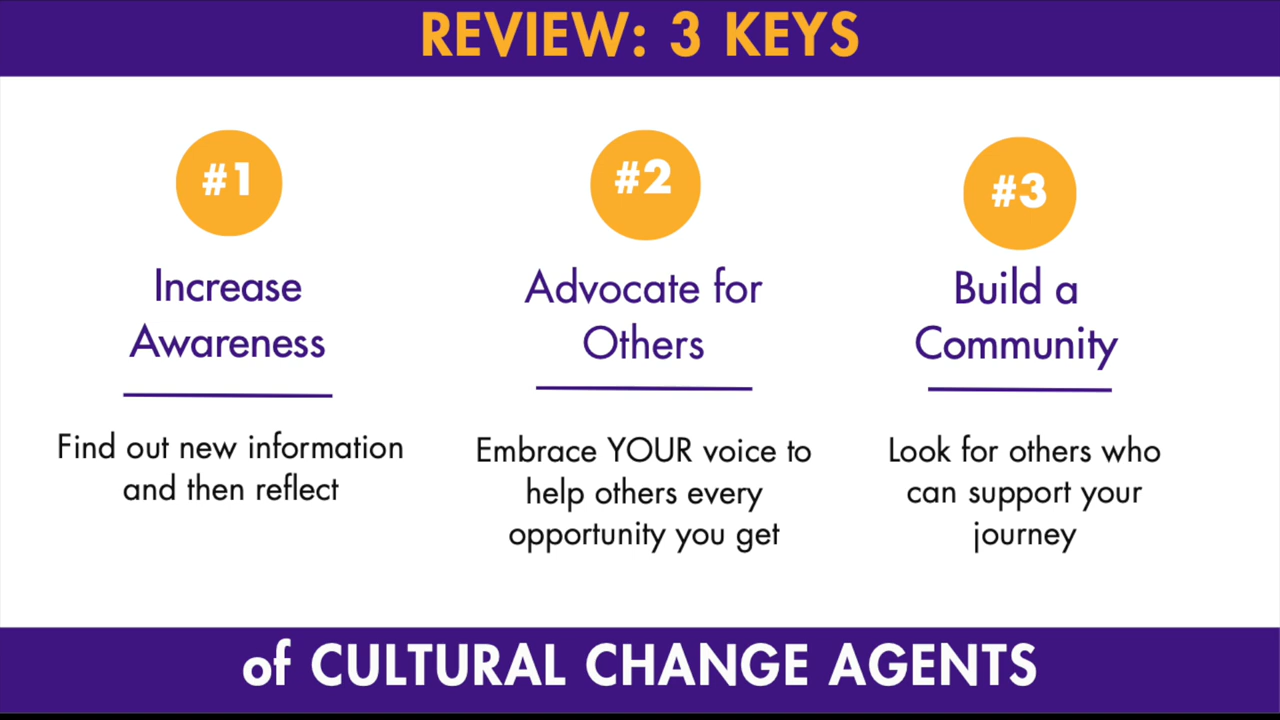 REVIEW: 3 KEYS
#1
Increase
Awareness
Find out new information
and then reflect
#2
Advocate for
Others
Embrace YOUR voice to
help others every
opportunity you get
#3
Build a
Community
Look for others who
can support your
journey
of CULTURAL CHANGE AGENTS